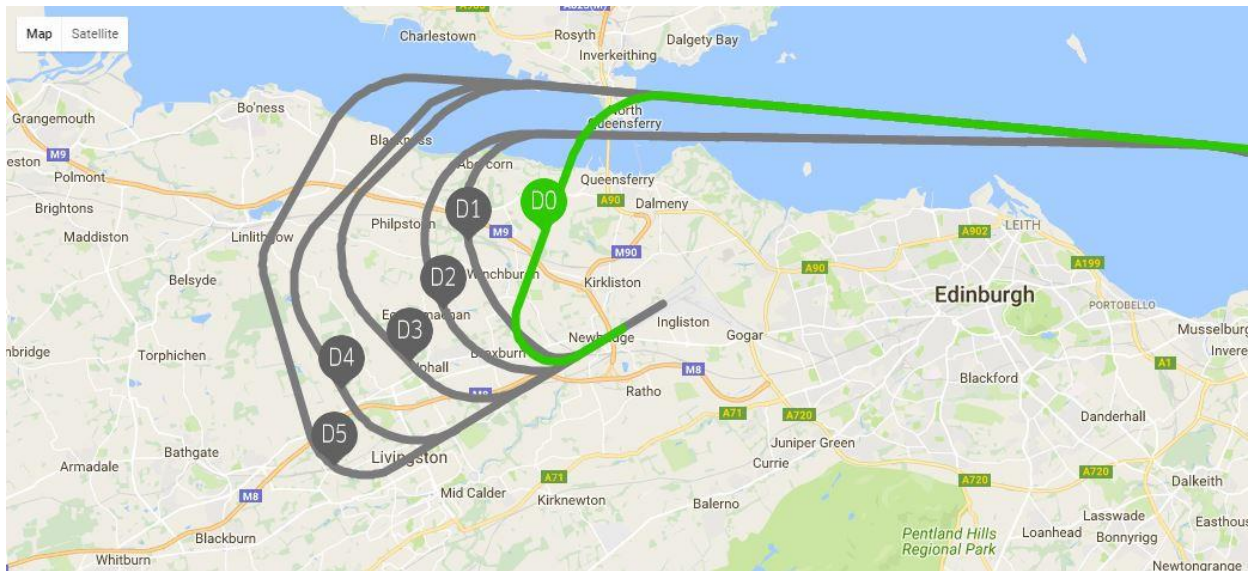 Map
Satellite
Charlestown
Rosyth
Dalgety Bay
Inverkeithing
Bo'ness
Grangemouth
North
Queensferry
Blackness
M9
Polmont
Abercorn
Queensferry
Brightons
D1
D0
A90
Dalmeny
Philpstoun
Maddiston
Linlithgow
M9
LEITH
A902
M90
A90
A199
Belsyde
D2
Winchburgh
Kirkliston
Edinburgh
PORTOBELLO
D3
Ingliston
Newbridge
Gogar
Torphichen
D4
Broxburn
M8
Ratho
M8
A1
Blackford
A71
A720
Danderhall
D5
Juniper Green
Bathgate
Livingston
Currie
Armadale
A71
A720
A720
Dalkeith
M8
Mid Calder
Kirknewton
Balerno
Lasswade
Pentland Hills
Regional Park
Loanhead
Bonnyrigg
Blackburn
Whitburn
Newtongrange